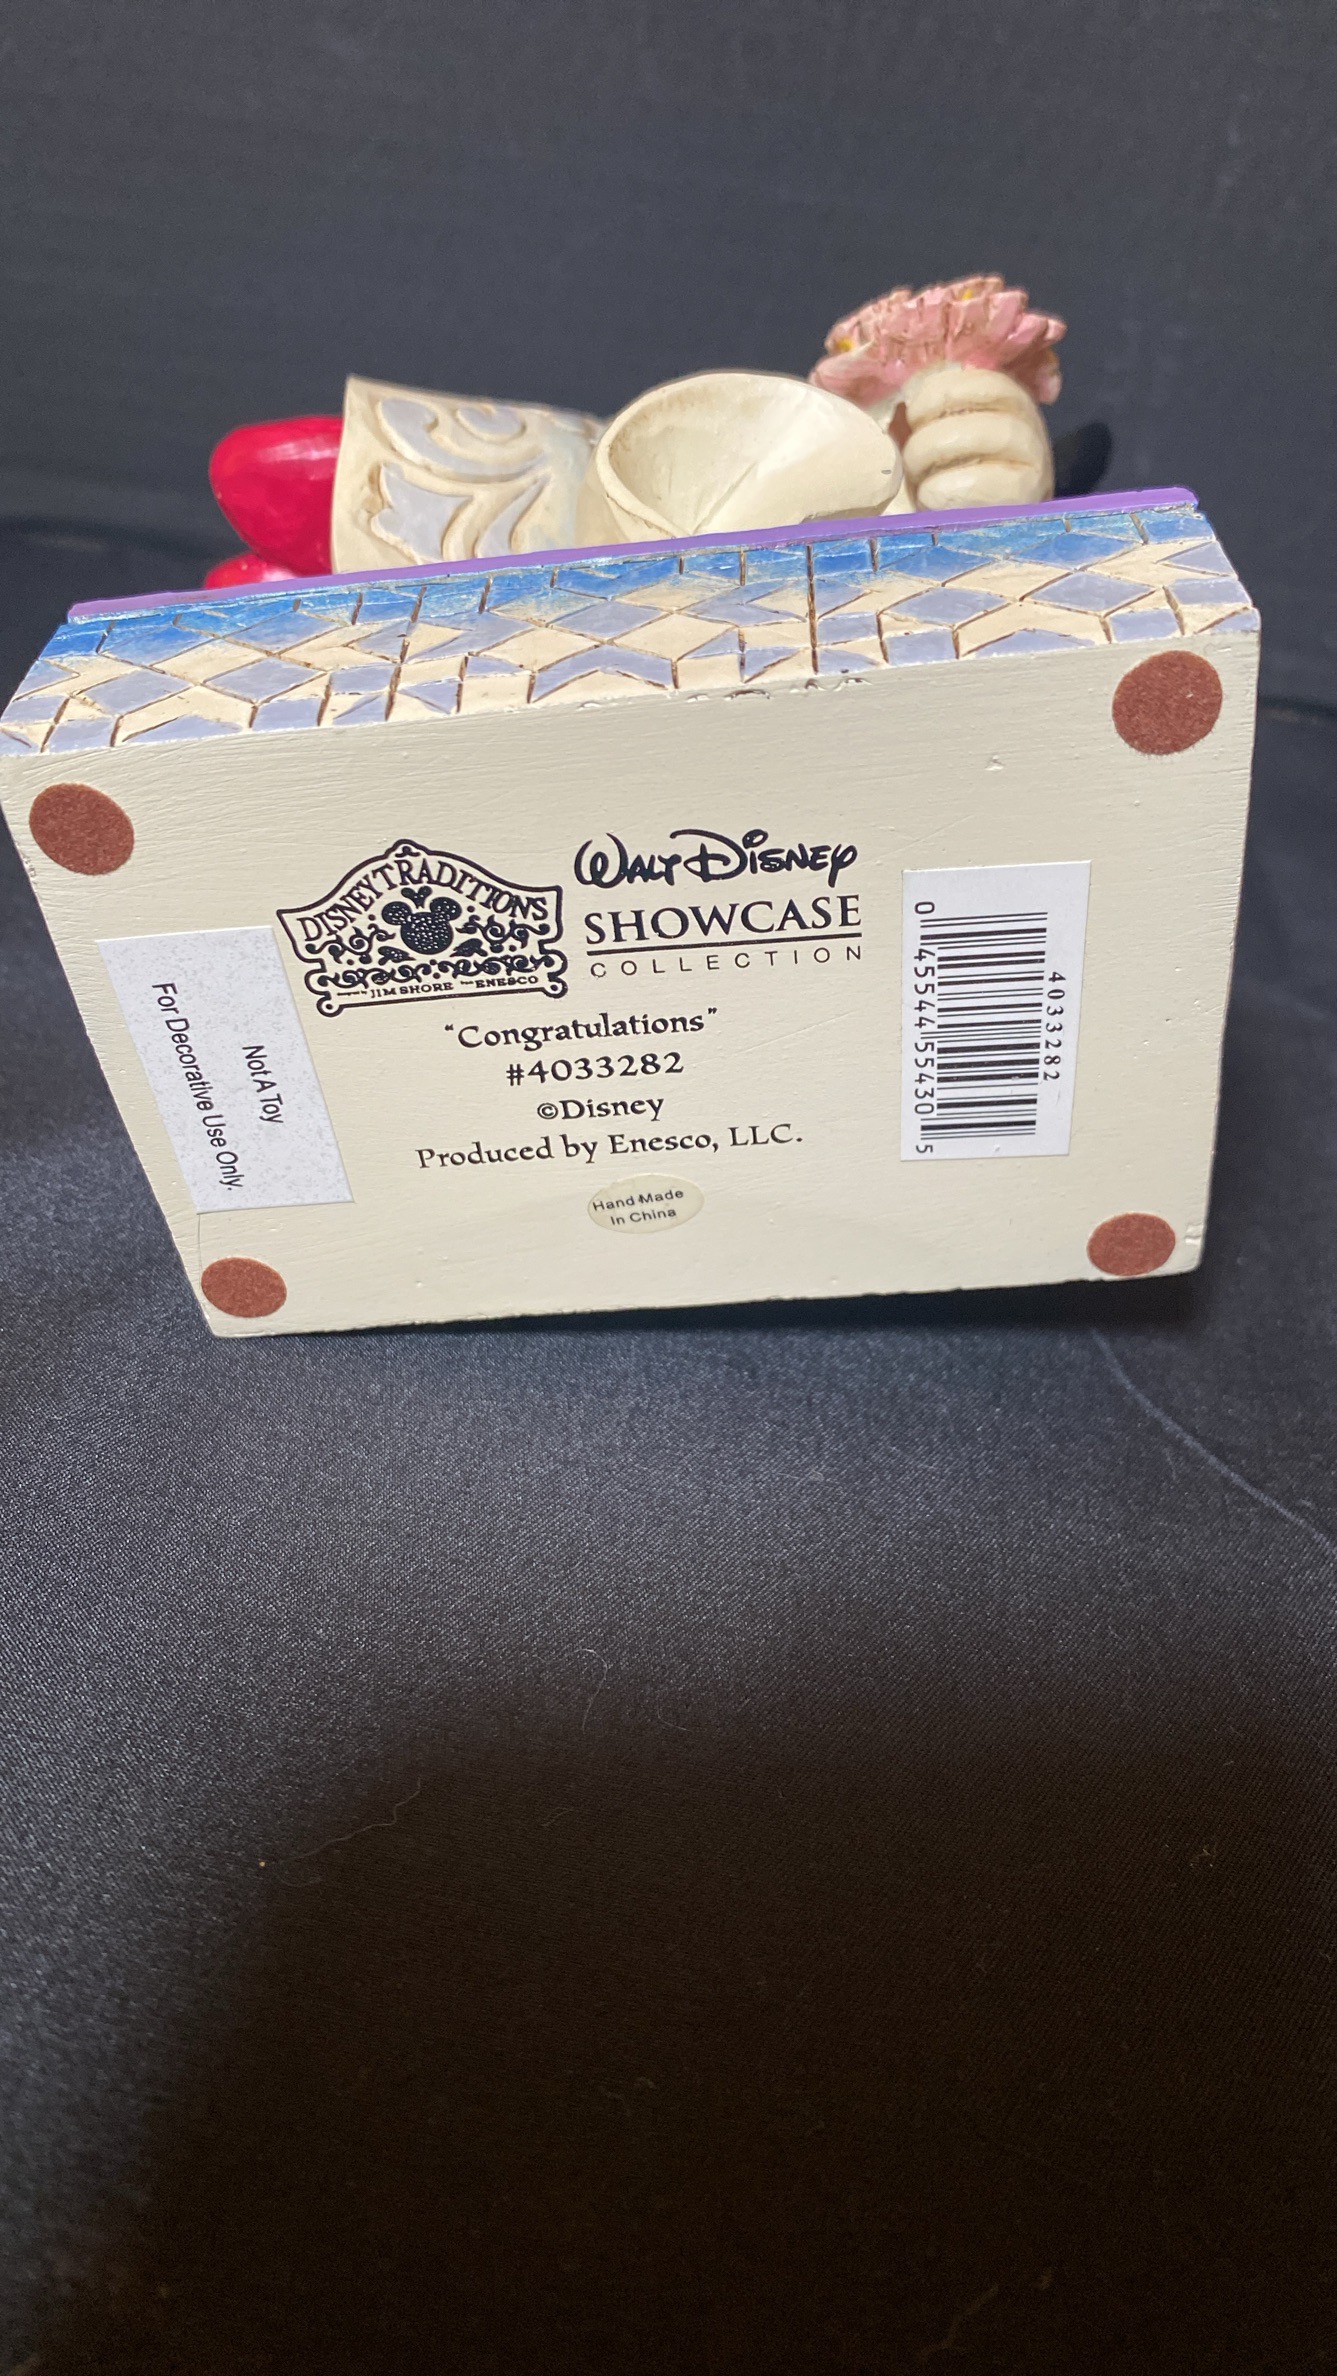 DISNEY TRADITIONS
JIM SHORE
ENESCO
WALT DISNEY
SHOWCASE
COLLECTION
"Congratulations"
#4033282
©Disney
Produced by Enesco, LLC.
Hand Made
In China
Not A Toy
For Decorative Use Only.
4033282
0 45544 55430 5